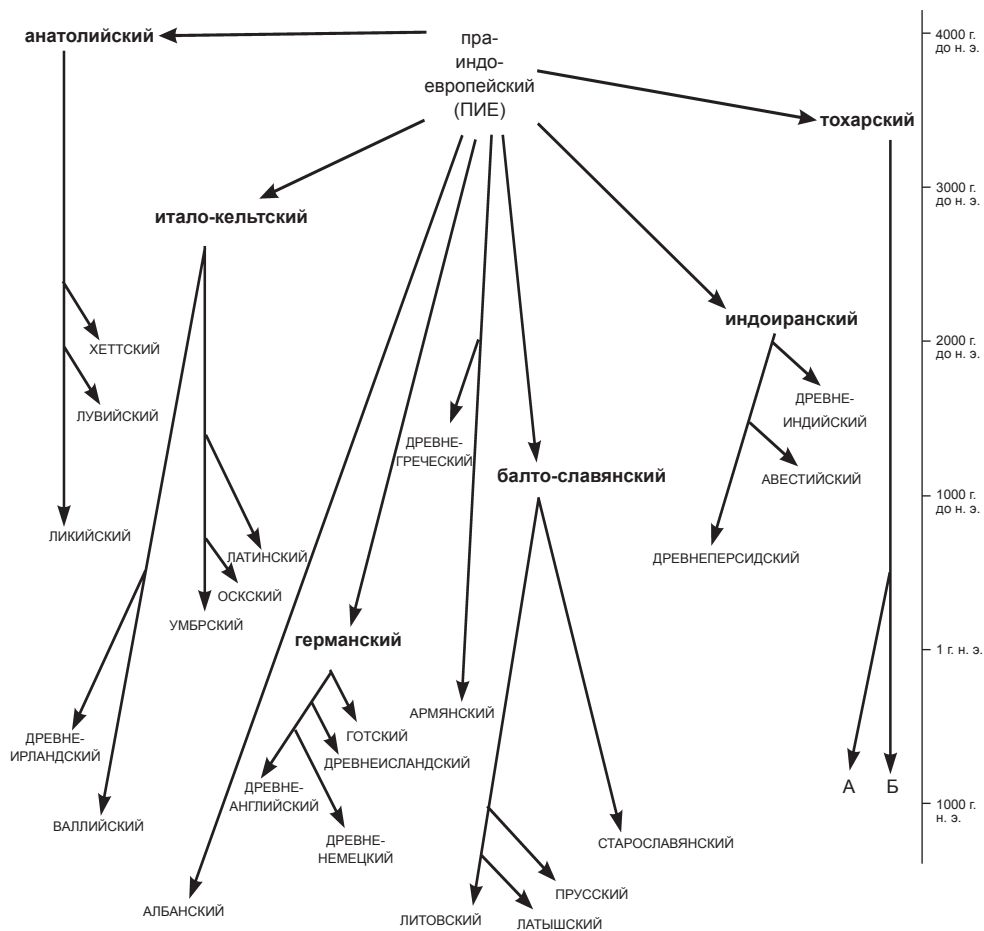 анатолийский
пра-
индо-
европейский
(ПИЕ)
4000 г.
до н. э.
тохарский
3000 г.
до н. э.
итало-кельтский
индоиранский
2000 г.
до н. э.
ХЕТТСКИЙ
ЛУВИЙСКИЙ
ДРЕВНЕ-
ИНДИЙСКИЙ
ДРЕВНЕ-
ГРЕЧЕСКИЙ
балто-славянский
АВЕСТИЙСКИЙ
1000 г.
до н. э.
ЛИКИЙСКИЙ
ЛАТИНСКИЙ
ДРЕВНЕПЕРСИДСКИЙ
ОСКСКИЙ
УМБРСКИЙ
германский
1 г. н. э.
АРМЯНСКИЙ
ГОТСКИЙ
ДРЕВНЕ-
ИРЛАНДСКИЙ
ДРЕВНЕИСЛАНДСКИЙ
ДРЕВНЕ-
АНГЛИЙСКИЙ
А
Б
1000 г.
н. э.
ВАЛЛИЙСКИЙ
ДРЕВНЕ-
НЕМЕЦКИЙ
СТАРОСЛАВЯНСКИЙ
ПРУССКИЙ
АЛБАНСКИЙ
ЛИТОВСКИЙ
ЛАТЫШСКИЙ